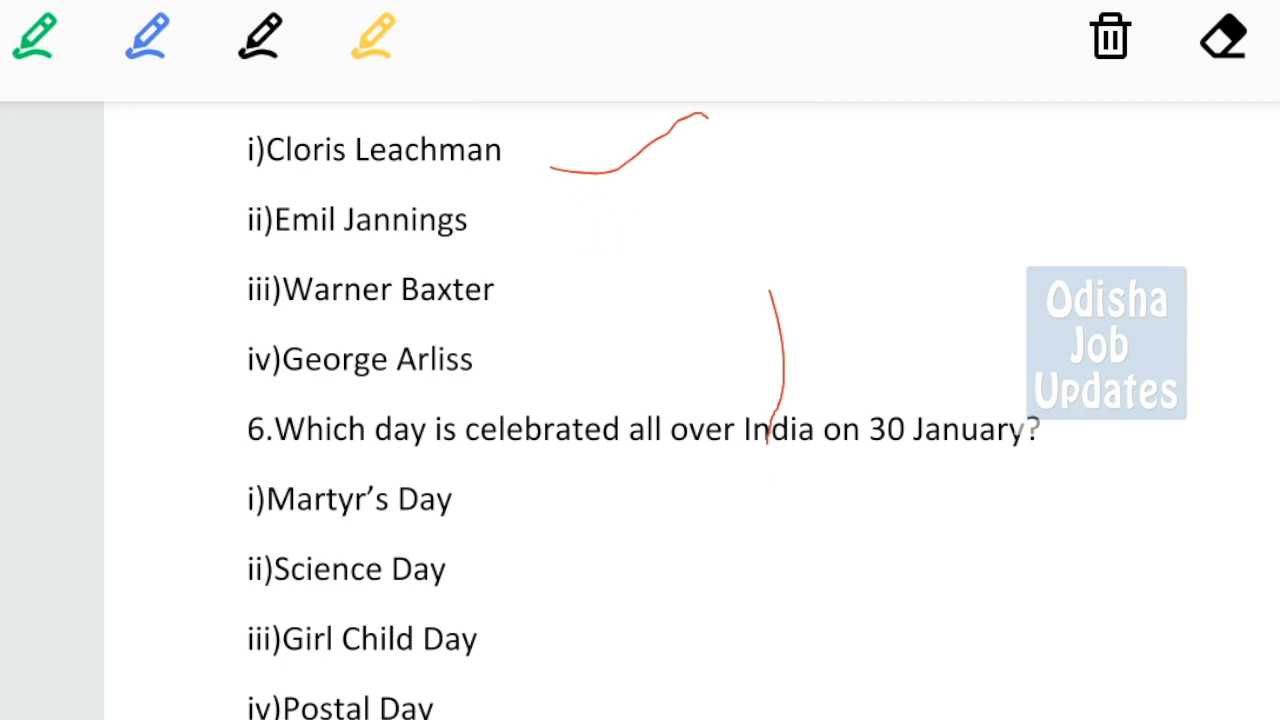 i)Cloris Leachman
ii)Emil Jannings
iii)Warner Baxter
iv)George Arliss
6.Which day is celebrated all over India on 30 January?
i)Martyr’s Day
ii)Science Day
iii)Girl Child Day
iv)Postal Day
Odisha
Job
Updates